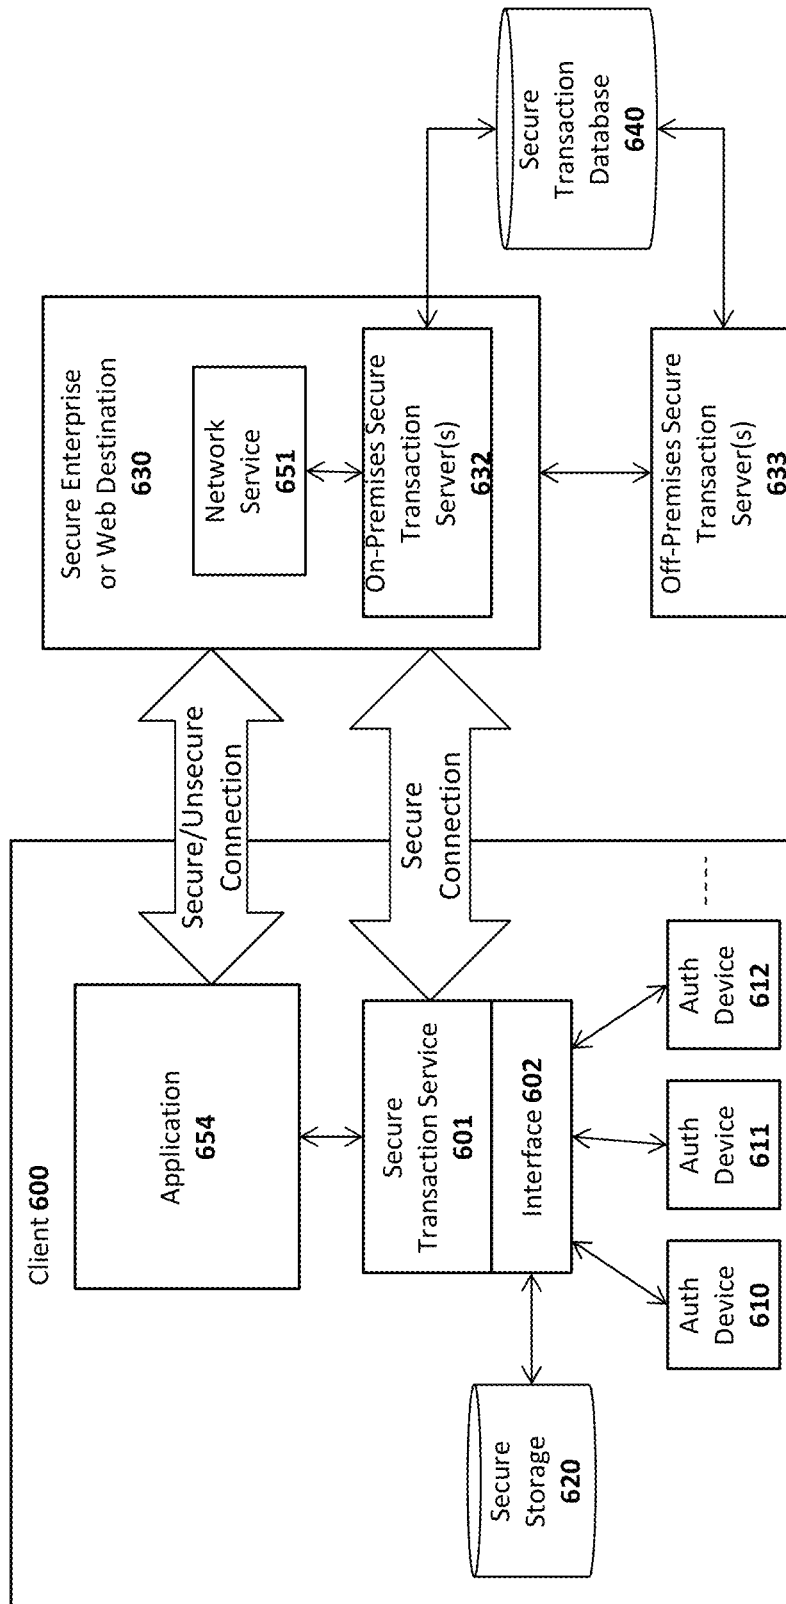 Client 600
Application
654
Secure
Transaction Service
601
Interface 602
Secure
Storage
620
Auth
Device
610
Auth
Device
611
Auth
Device
612
Secure/Unsecure
Connection
Secure
Connection
Secure Enterprise
or Web Destination
630
Network
Service
651
On-Premises Secure
Transaction
Server(s)
632
Off-Premises Secure
Transaction
Server(s)
633
Secure
Transaction
Database
640